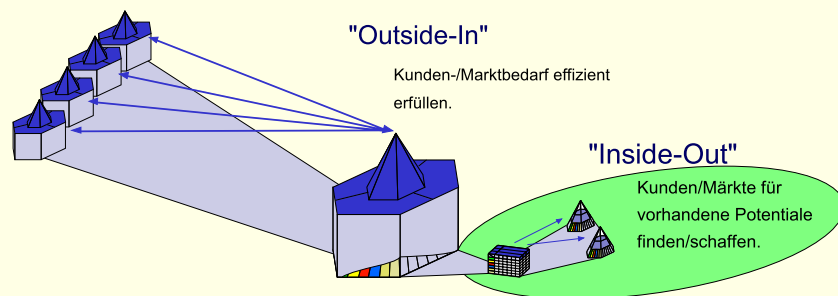 "Outside-In"
Kunden-/Marktbedarf effizient
erfüllen.
"Inside-Out"
Kunden/Märkte für
vorhandene Potentiale
finden/schaffen.